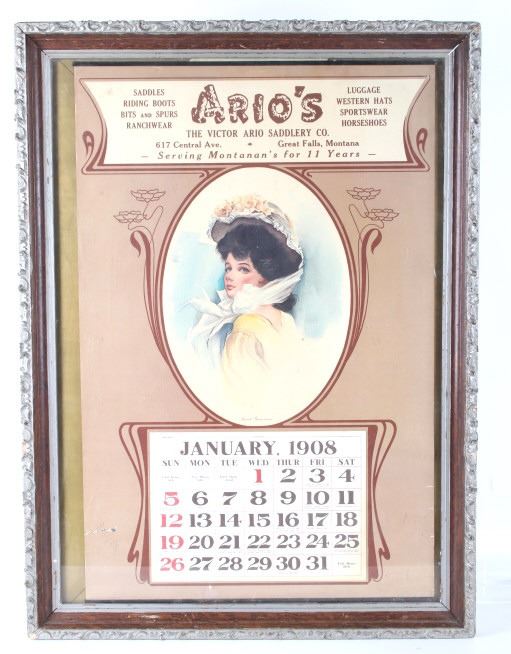 SADDLES
RIDING BOOTS
BITS AND SPURS
RANCHWEAR
ARIO'S
LUGGAGE
WESTERN HATS
SPORTSWEAR
HORSESHOES
THE VICTOR ARIO SADDLERY CO.
617 Central Ave. • Great Falls, Montana
— Serving Montanan's for 11 Years —
JANUARY, 1908
SUN MON TUE WED THUR FRI SAT
1 2 3 4
5 6 7 8 9 10 11
12 13 14 15 16 17 18
19 20 21 22 23 24 25
26 27 28 29 30 31